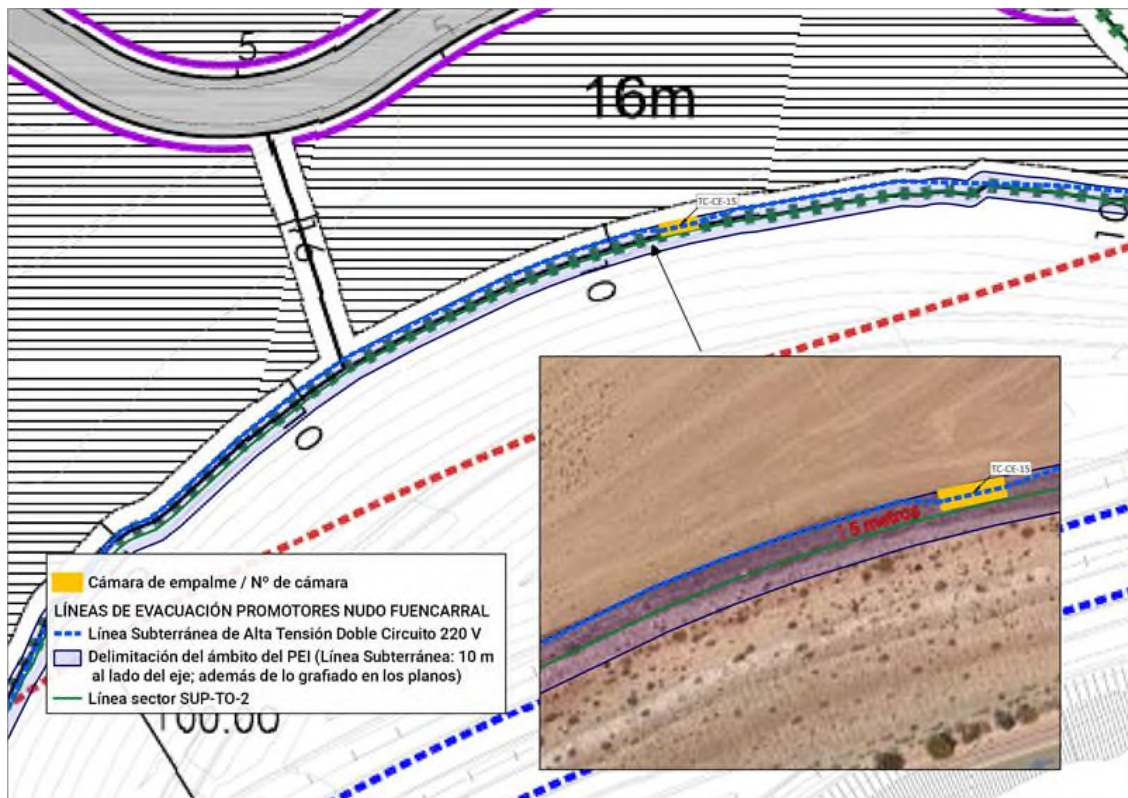 5
5
16m
TC-CE-15
10
0
0
TC-CE-15
5 metros
Cámara de empalme / Nº de cámara
LÍNEAS DE EVACUACIÓN PROMOTORES NUDO FUENCARRAL
Línea Subterránea de Alta Tensión Doble Circuito 220 V
Delimitación del ámbito del PEI (Línea Subterránea: 10 m
al lado del eje; además de lo grafiado en los planos)
Línea sector SUP-TO-2
100.00